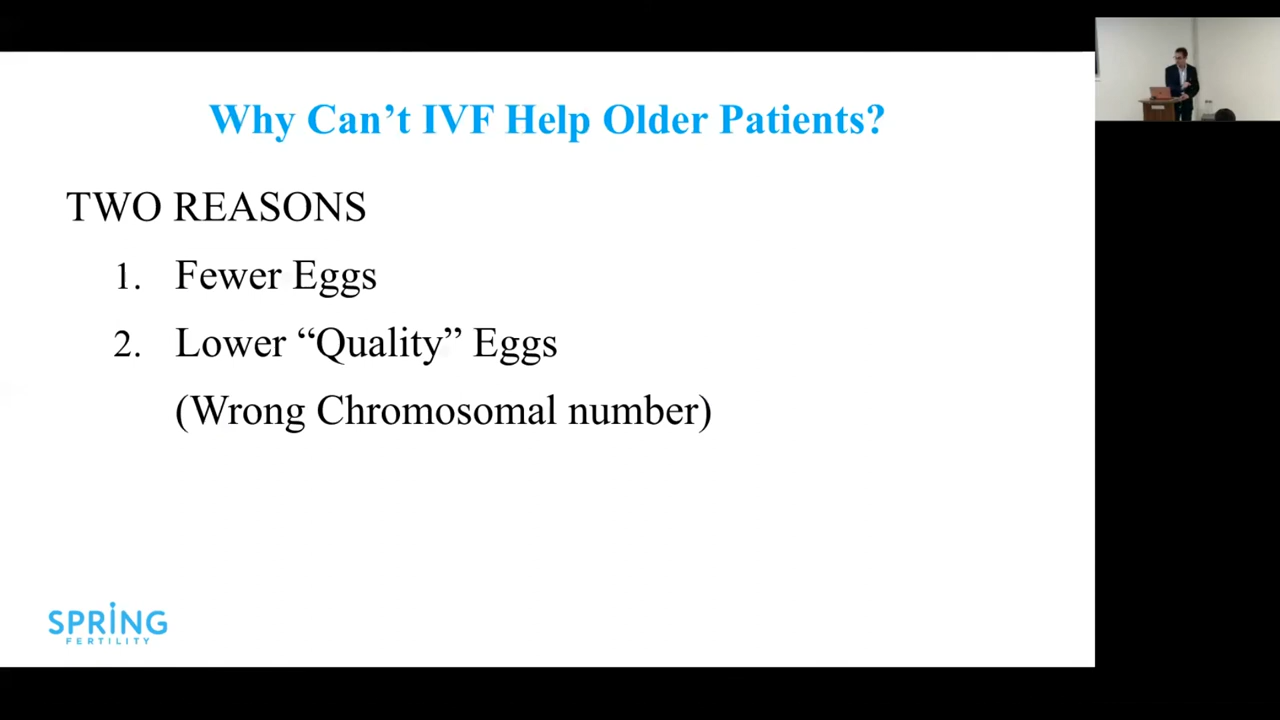 Why Can’t IVF Help Older Patients?
TWO REASONS
1. Fewer Eggs
2. Lower “Quality” Eggs
(Wrong Chromosomal number)
SPRING
FERTILITY